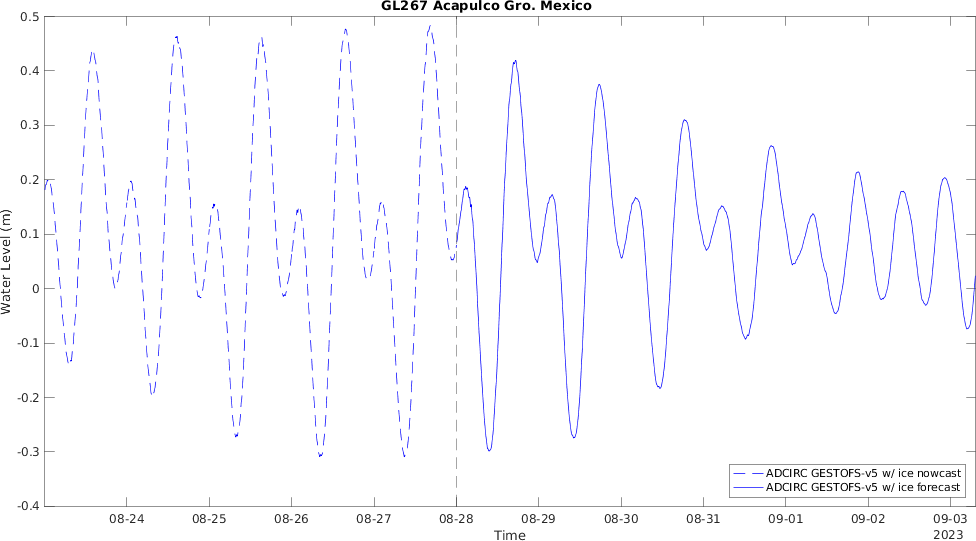 GL267 Acapulco Gro. Mexico
0.5
0.4
0.3
0.2
0.1
0
-0.1
-0.2
-0.3
-0.4
Water Level (m)
ADCIRC GESTOFS-v5 w/ ice nowcast
ADCIRC GESTOFS-v5 w/ ice forecast
08-24 08-25 08-26 08-27 08-28 08-29 08-30 08-31 09-01 09-02 09-03
Time
2023